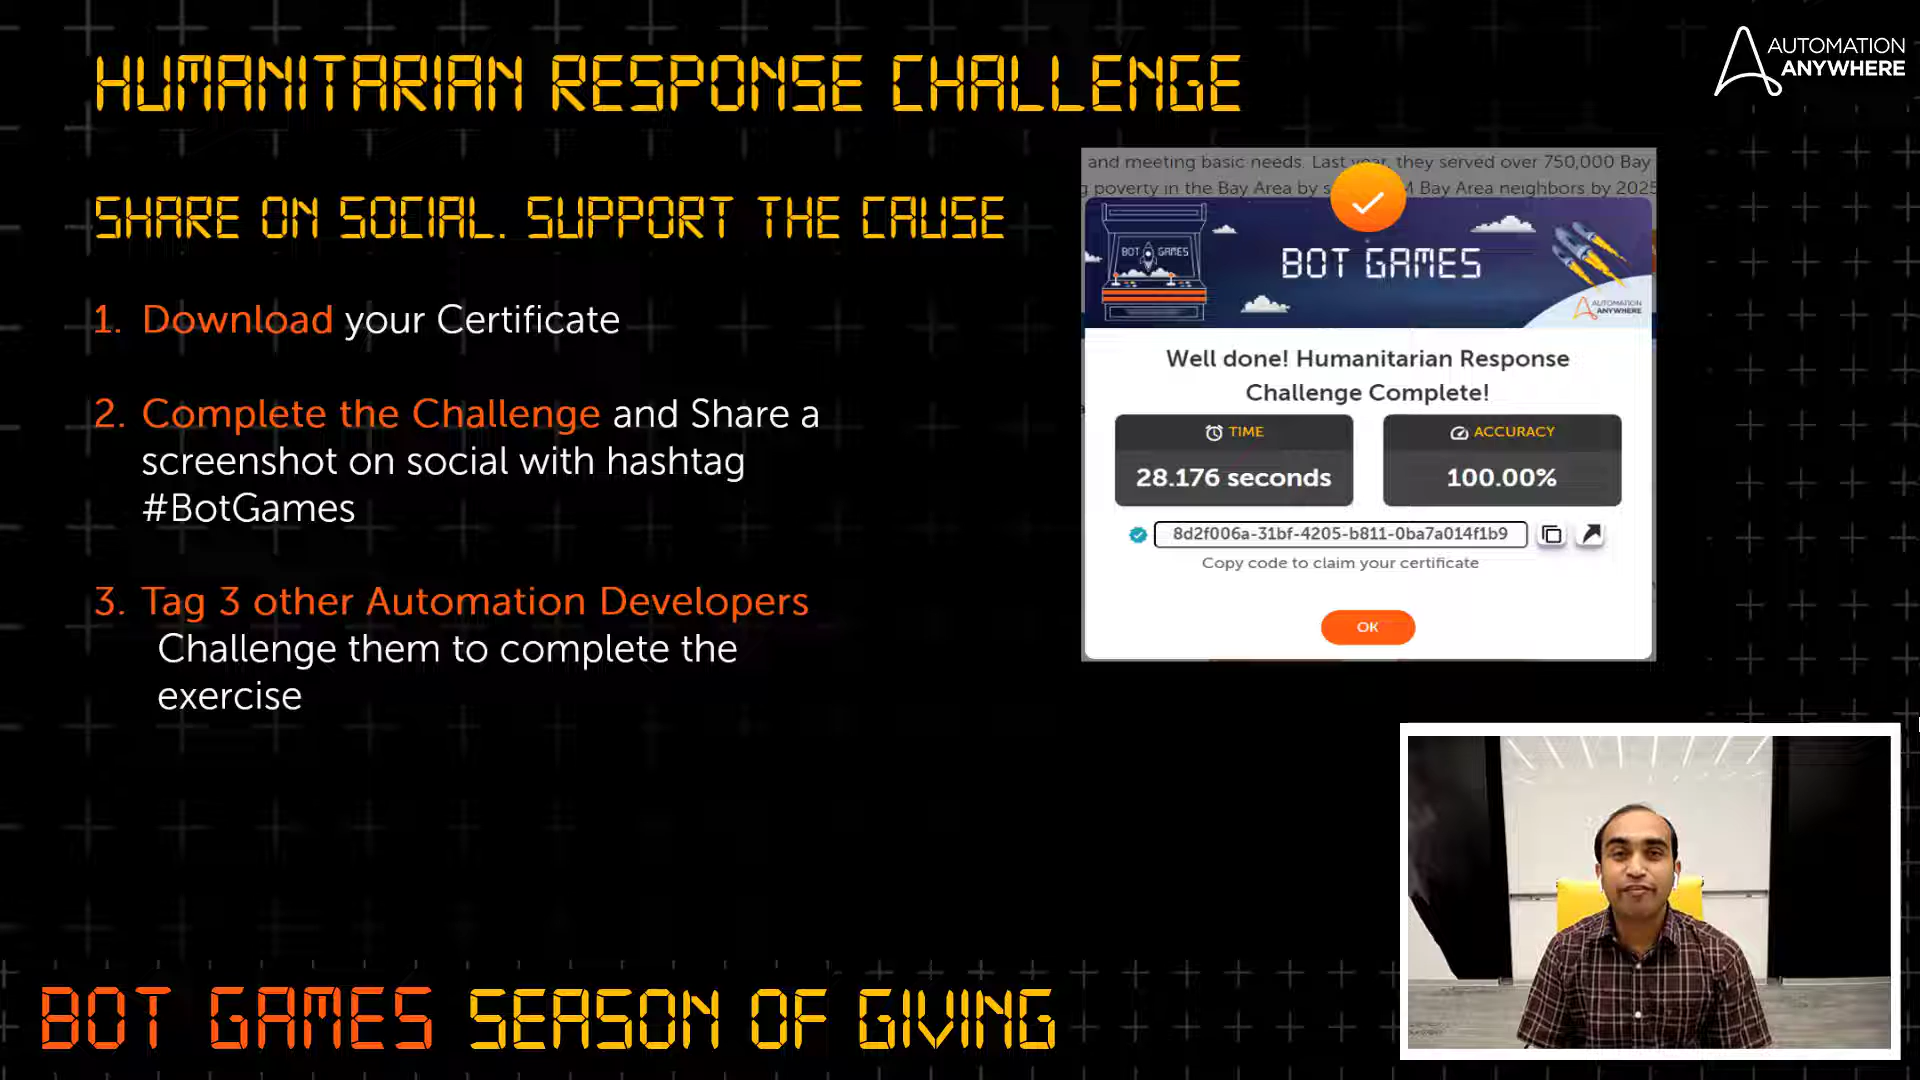 HUMANITARIAN RESPONSE CHALLENGE
AUTOMATION
ANYWHERE
SHARE ON SOCIAL. SUPPORT THE CAUSE
1. Download your Certificate
2. Complete the Challenge and Share a
screenshot on social with hashtag
#BotGames
3. Tag 3 other Automation Developers
Challenge them to complete the
exercise
and meeting basic needs. Last year, they served over 750,000 Bay
poverty in the Bay Area by Bay Area neighbors by 2025
BOT GAMES
BOT GAMES
AUTOMATION
ANYWHERE
Well done! Humanitarian Response
Challenge Complete!
TIME
28.176 seconds
ACCURACY
100.00%
8d2f006a-31bf-4205-b811-0ba7a014f1b9
Copy code to claim your certificate
OK
BOT GAMES SEASON OF GIVING